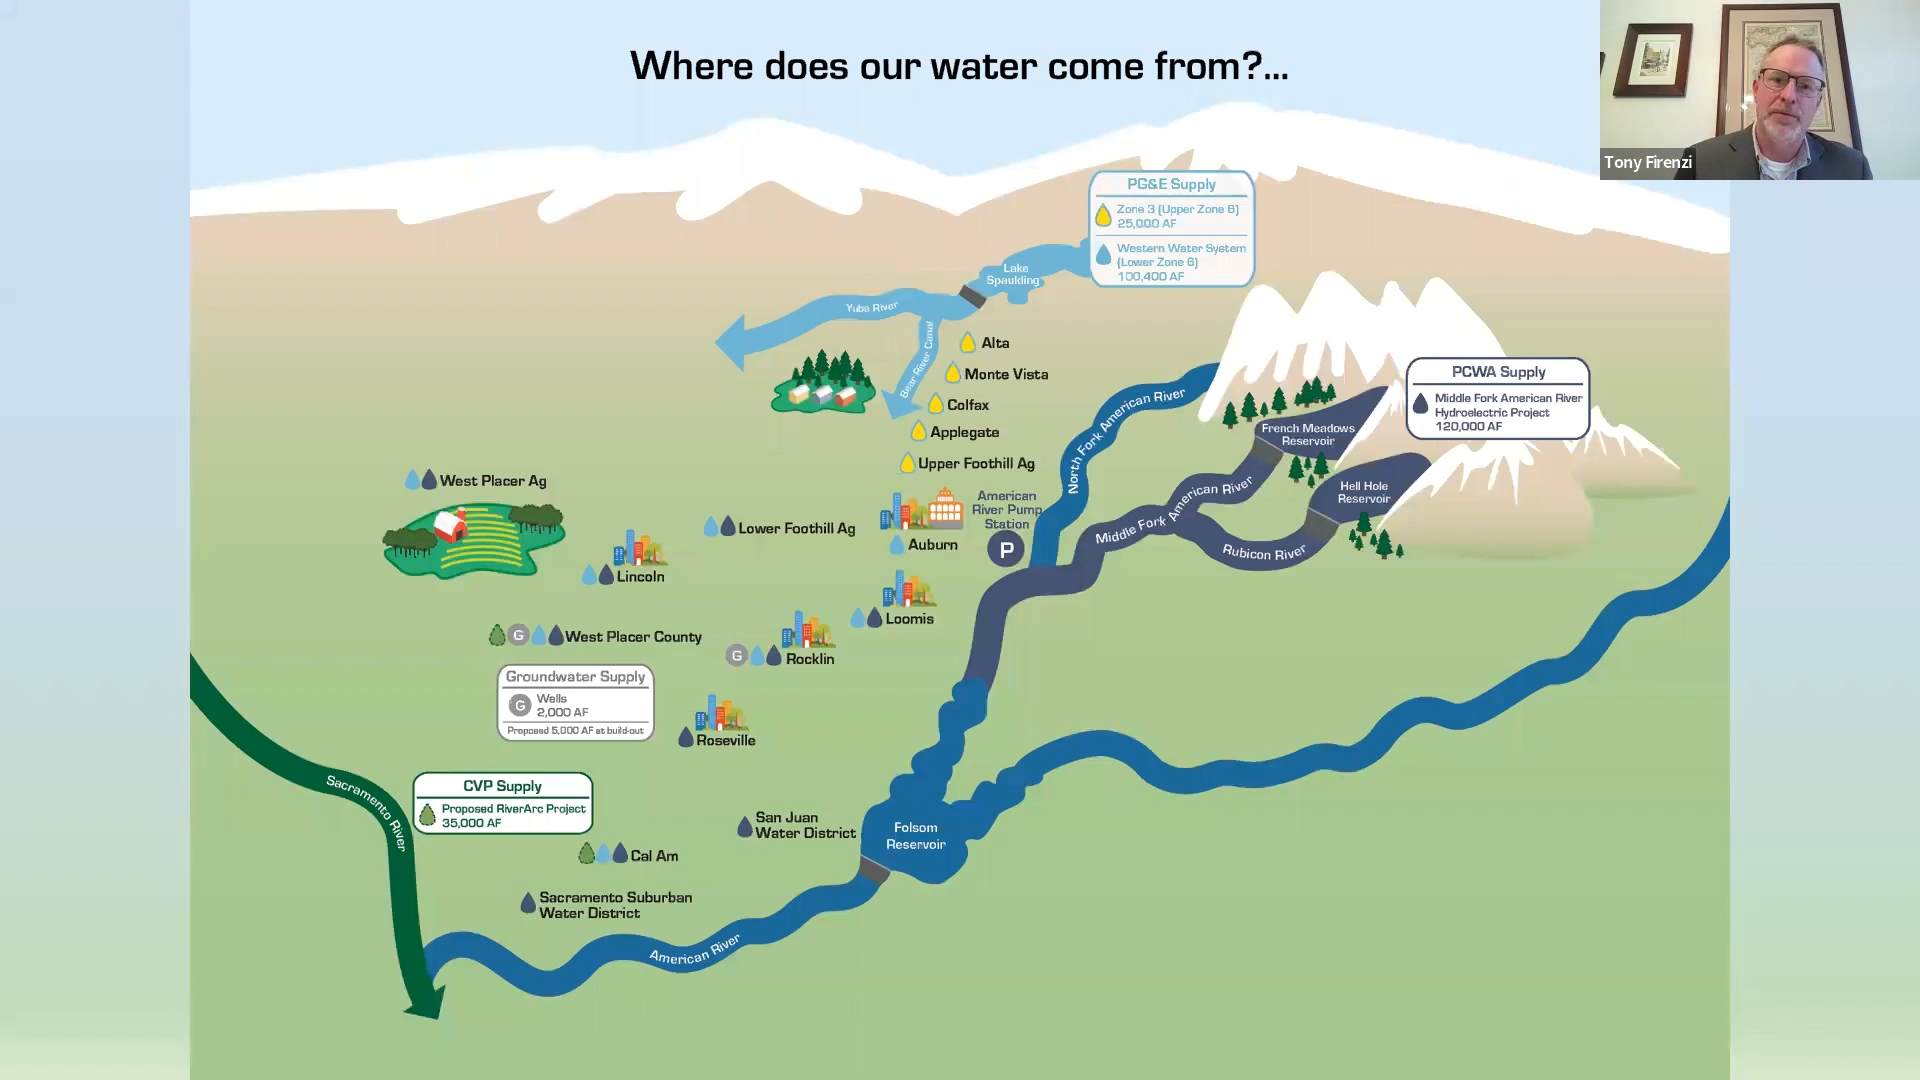 Where does our water come from?...
Tony Firenzi
PG&E Supply
Zone 3 (Upper Zone 6)
25,000 AF
Western Water System
(Lower Zone 6)
100,400 AF
Lake
Spaulding
Yuba River
Bear River Canal
Alta
Monte Vista
Colfax
Applegate
Upper Foothill Ag
North Fork American River
PCWA Supply
Middle Fork American River
Hydroelectric Project
120,000 AF
French Meadows
Reservoir
Hell Hole
Reservoir
Middle Fork American River
Rubicon River
American
River Pump
Station
P
West Placer Ag
Lower Foothill Ag
Auburn
Lincoln
Loomis
G
West Placer County
G
Rocklin
Groundwater Supply
G
Wells
2,000 AF
Proposed 5,000 AF at build-out
Roseville
Sacramento River
CVP Supply
Proposed RiverArc Project
35,000 AF
San Juan
Water District
Folsom
Reservoir
Cal Am
Sacramento Suburban
Water District
American River